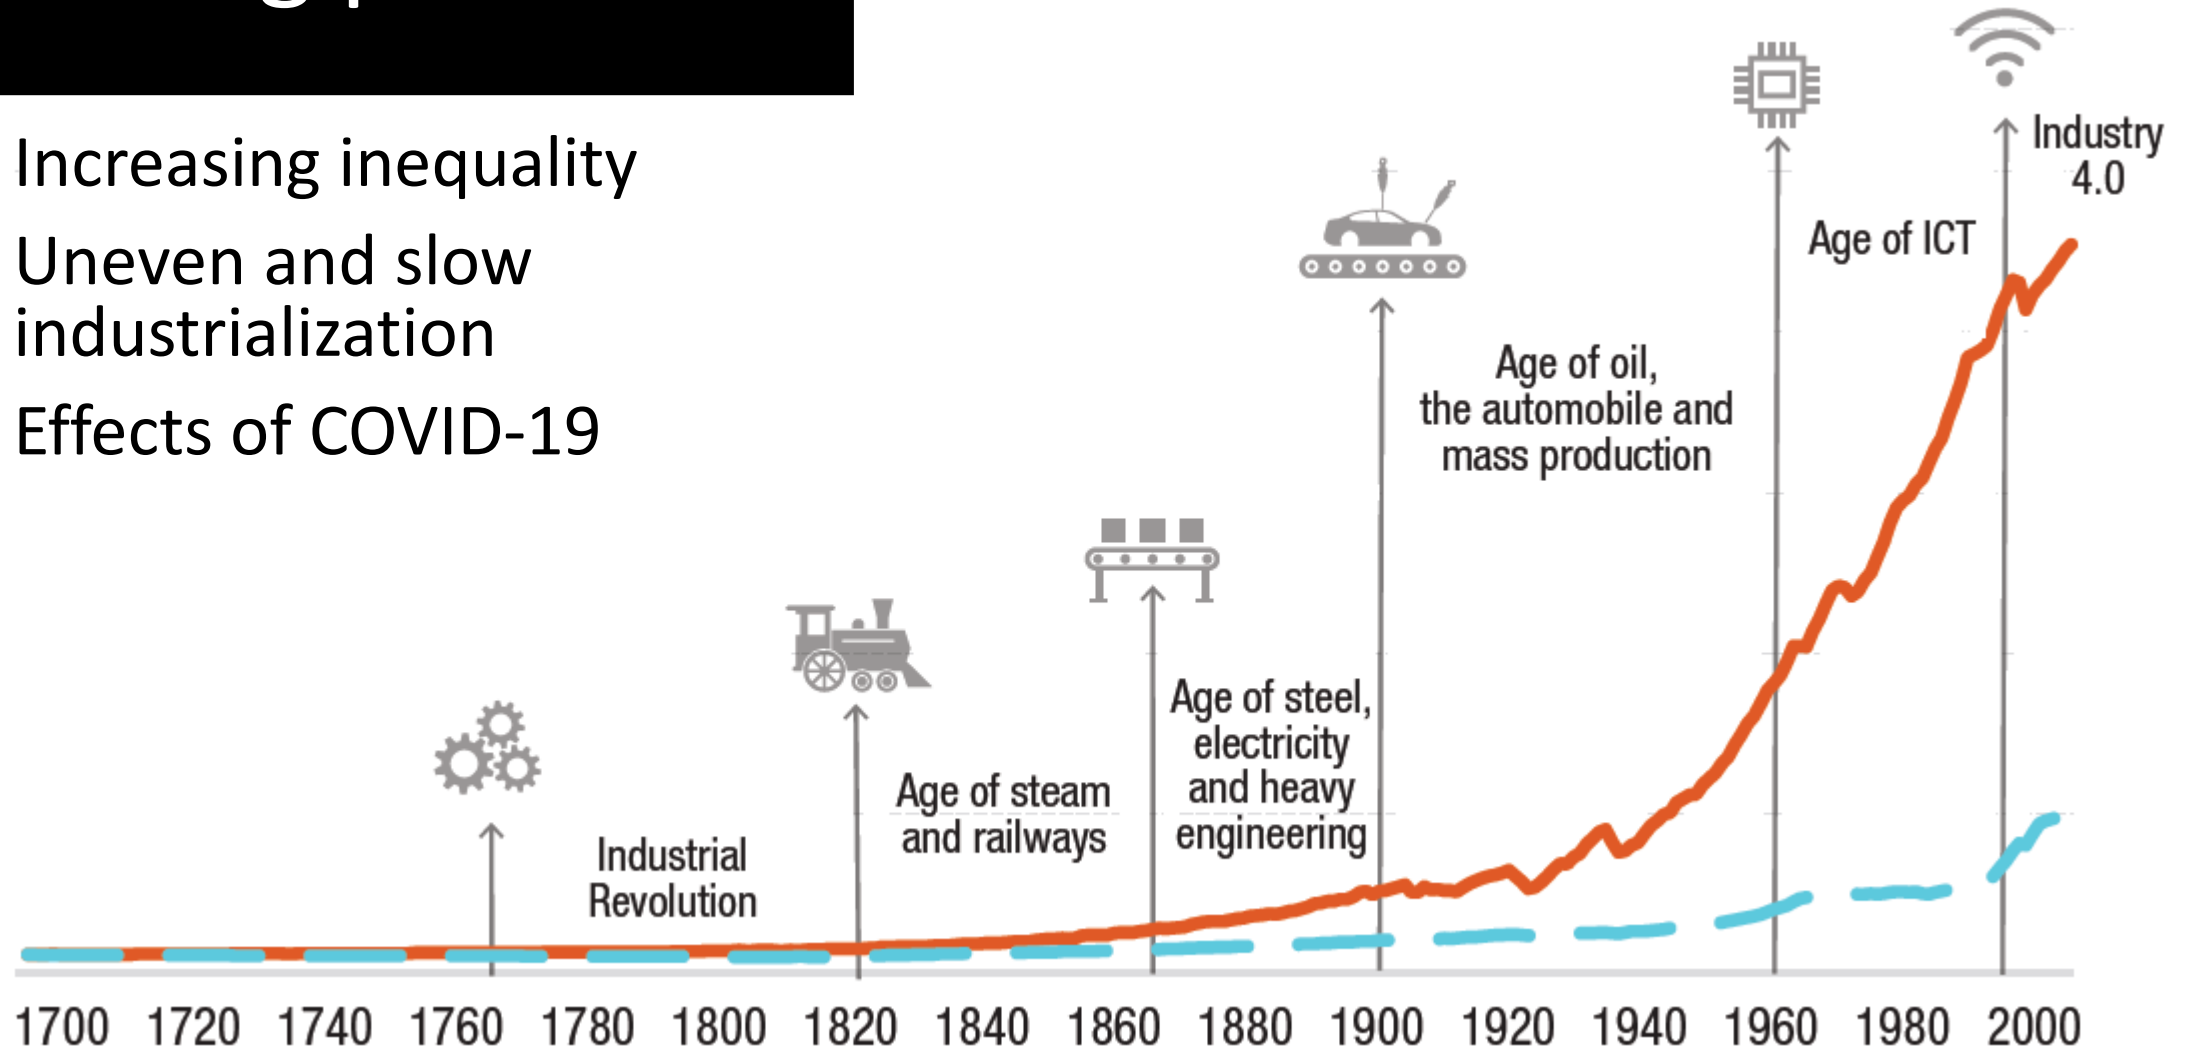 Increasing inequality
Uneven and slow
industrialization
Effects of COVID-19
Industrial
Revolution
Age of steam
and railways
Age of steel,
electricity
and heavy
engineering
Age of oil,
the automobile and
mass production
Age of ICT
Industry
4.0
1700 1720 1740 1760 1780 1800 1820 1840 1860 1880 1900 1920 1940 1960 1980 2000